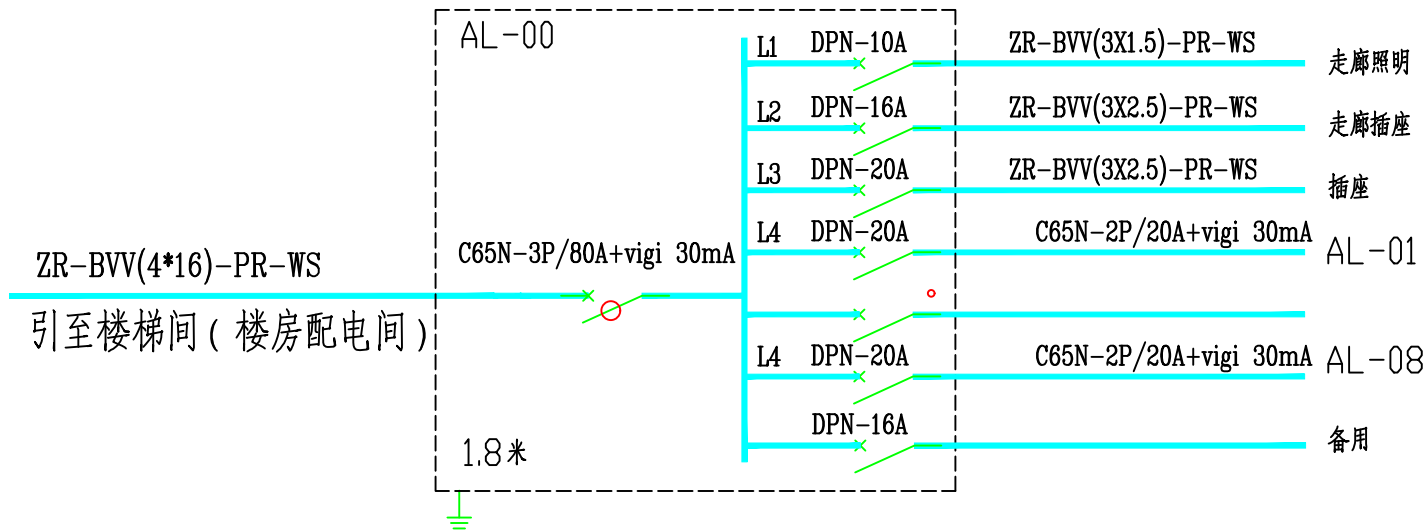 AL-00
L1 DPN-10A ZR-BVV(3X1.5)-PR-WS 走廊照明
L2 DPN-16A ZR-BVV(3X2.5)-PR-WS 走廊插座
L3 DPN-20A ZR-BVV(3X2.5)-PR-WS 插座
L4 DPN-20A C65N-2P/20A+vigi 30mA AL-01
C65N-3P/80A+vigi 30mA
ZR-BVV(4*16)-PR-WS
引至楼梯间(楼房配电间)
L4 DPN-20A C65N-2P/20A+vigi 30mA AL-08
DPN-16A 备用
1.8米